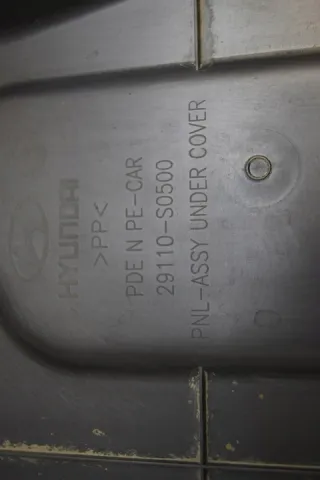 HYUNDAI
>PP<
PDE N PE-CAR
29110-S0500
PNL-ASSY UNDER COVER